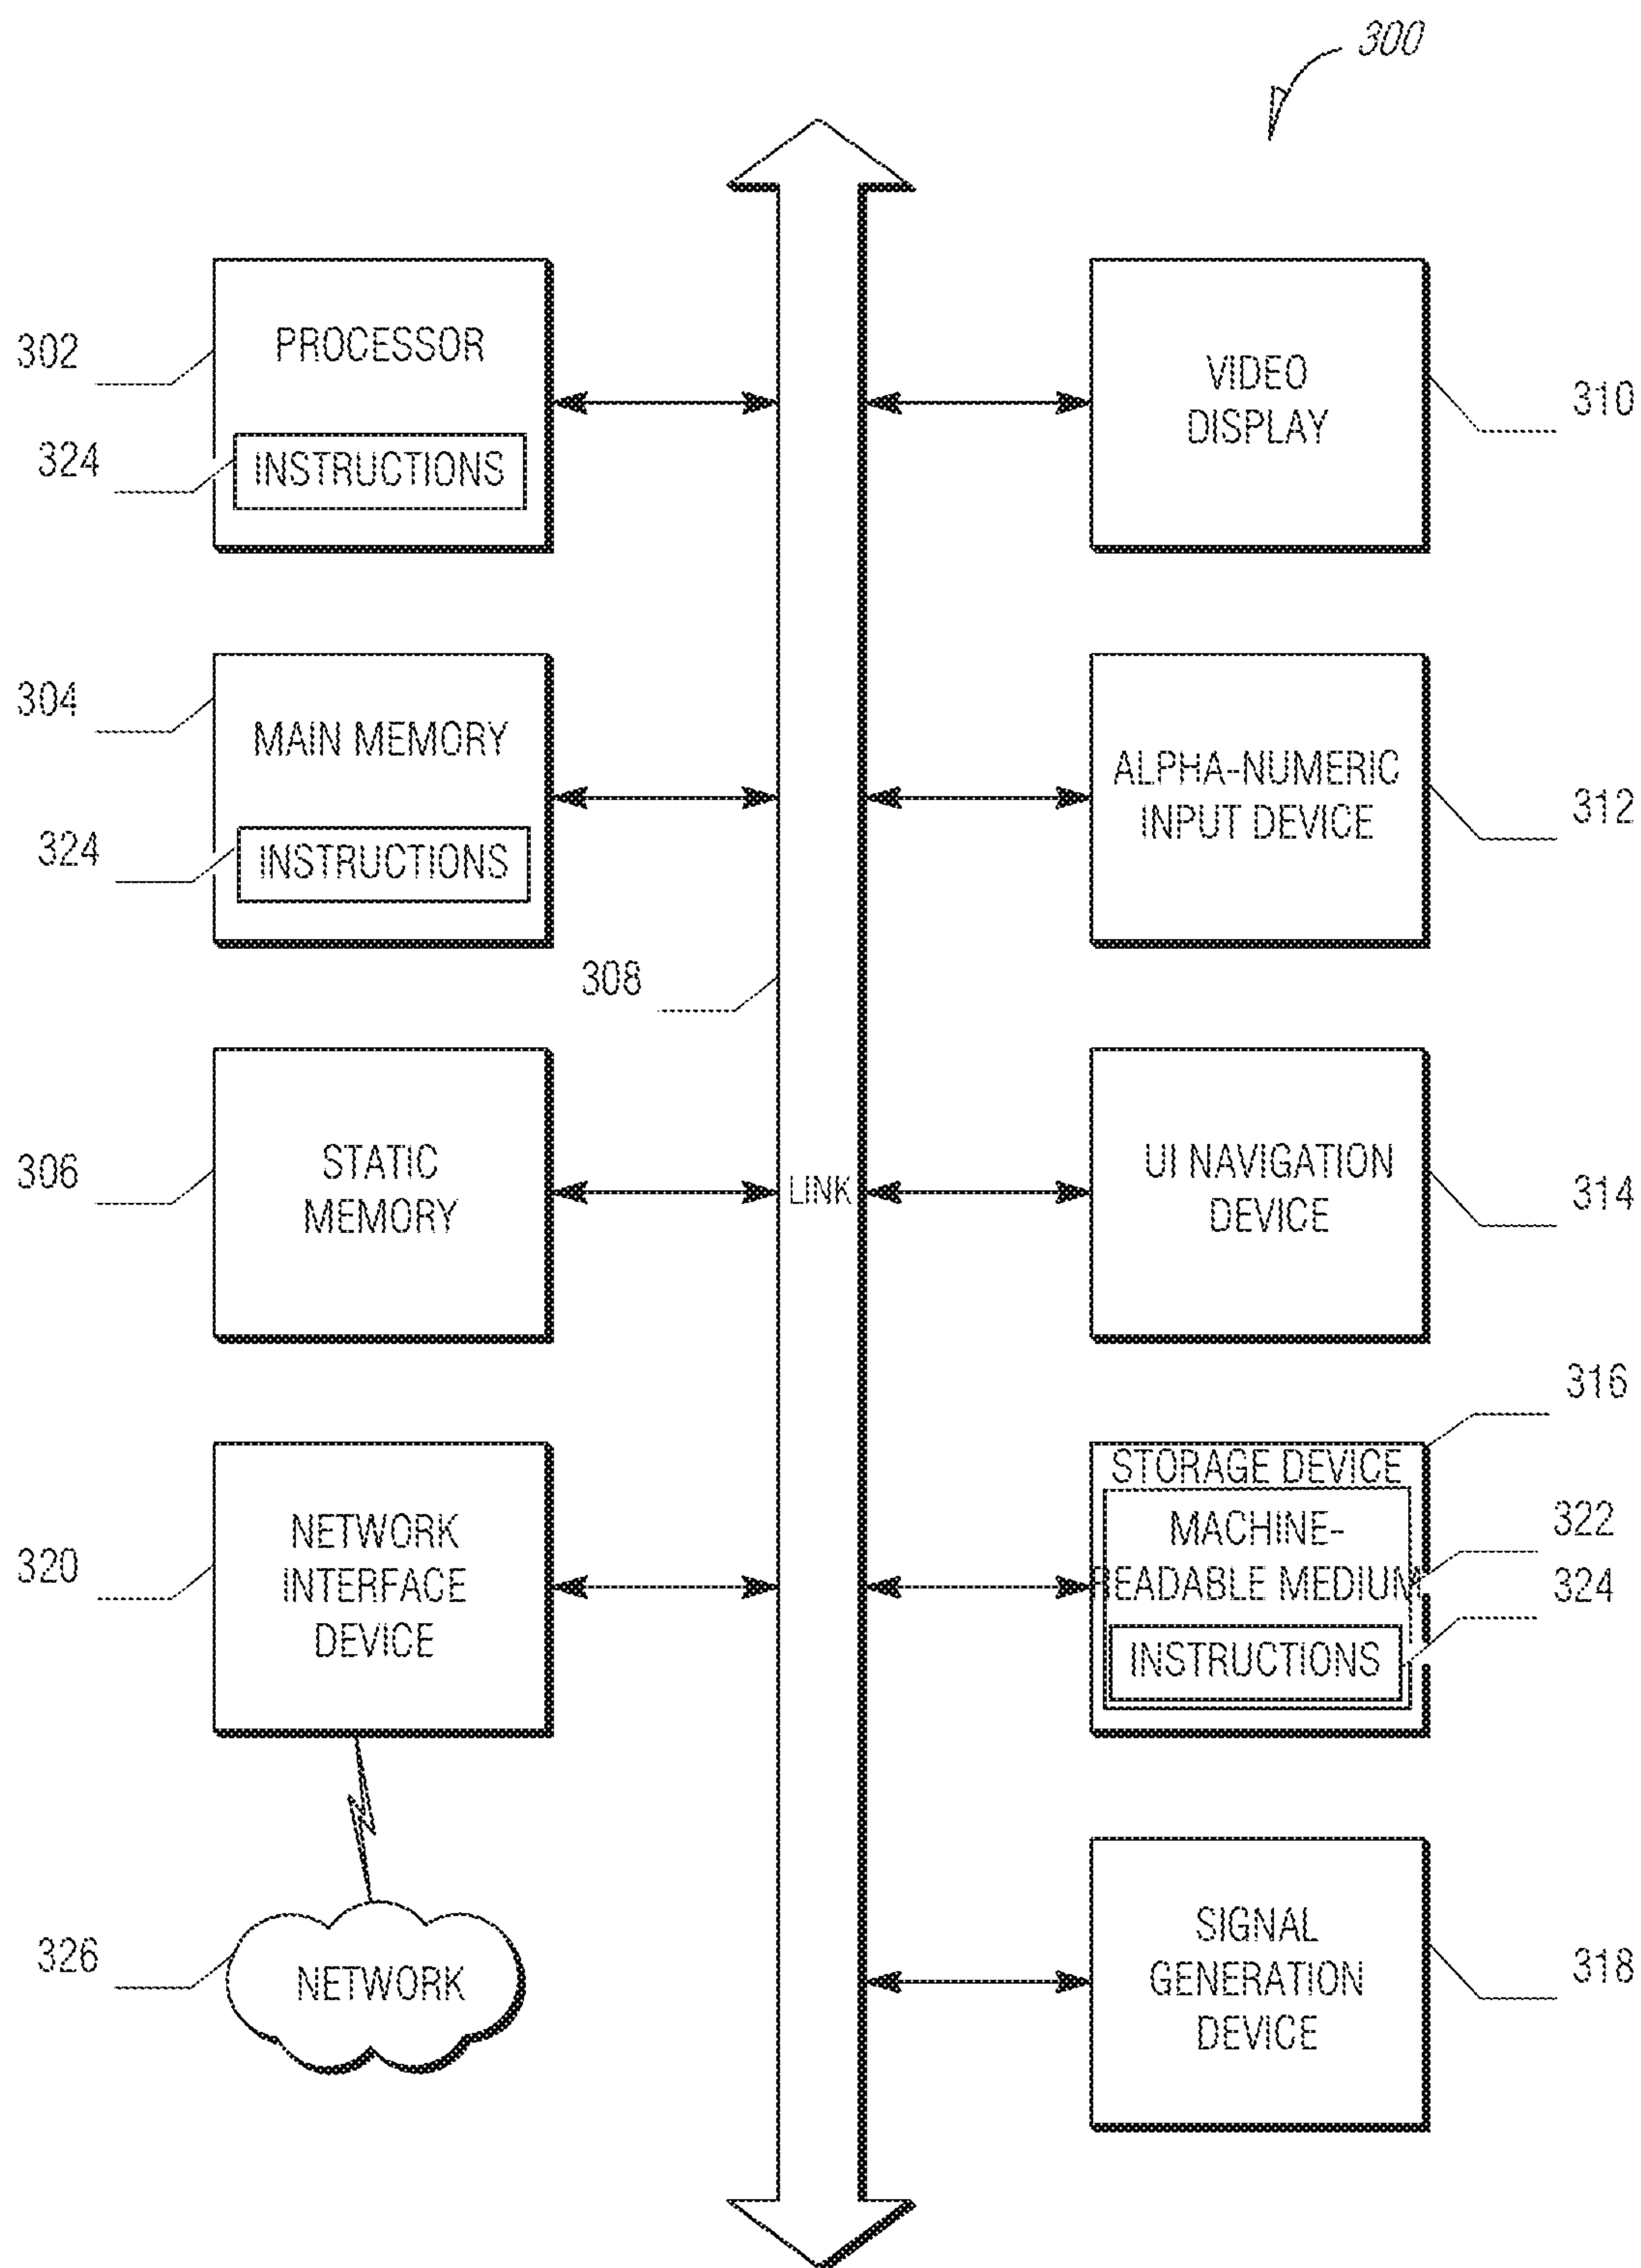 300
302
PROCESSOR
324
INSTRUCTIONS
VIDEO
DISPLAY
310
304
MAIN MEMORY
324
INSTRUCTIONS
ALPHA-NUMERIC
INPUT DEVICE
312
308
306
STATIC
MEMORY
LINK
UI NAVIGATION
DEVICE
314
320
NETWORK
INTERFACE
DEVICE
316
STORAGE DEVICE
MACHINE-
READABLE MEDIUM
322
324
INSTRUCTIONS
326
NETWORK
SIGNAL
GENERATION
DEVICE
318